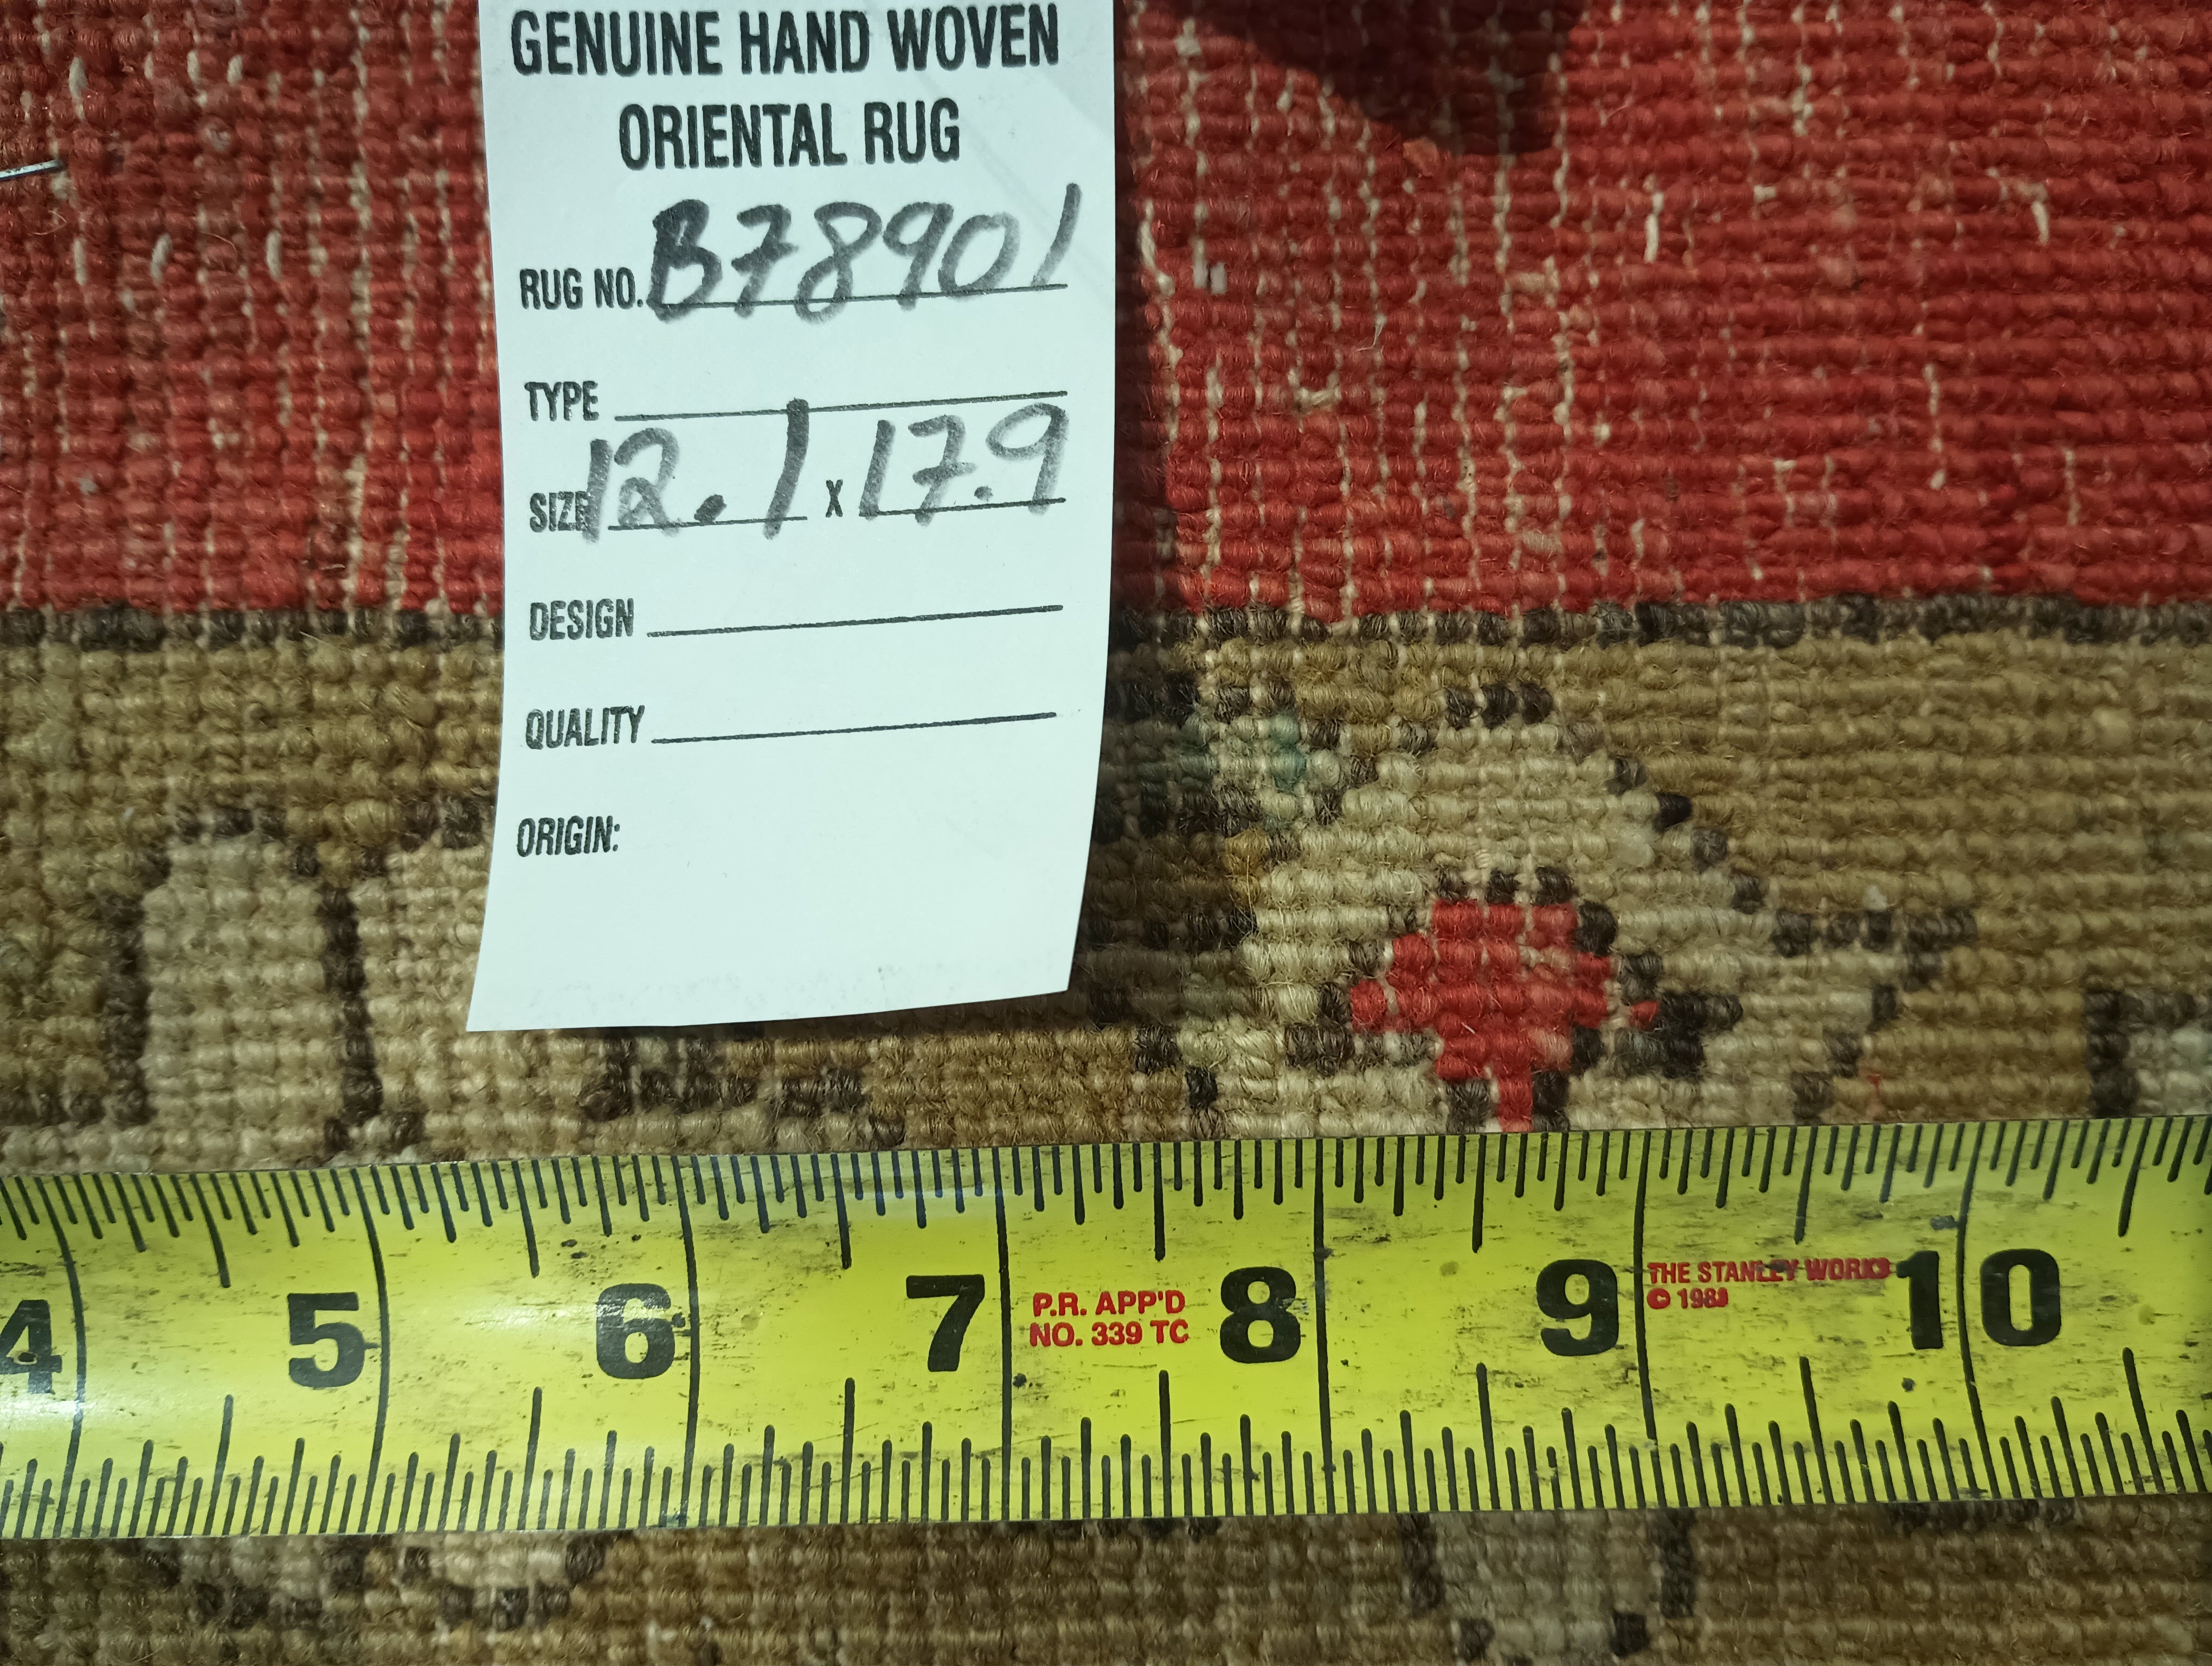 GENUINE HAND WOVEN
ORIENTAL RUG
RUG NO. B78901
TYPE
SIZE 12.1 X 17.9
DESIGN
QUALITY
ORIGIN:
4 5 6 7 8 9 10
P.R. APP'D
NO. 339 TC
THE STANLEY WORKS